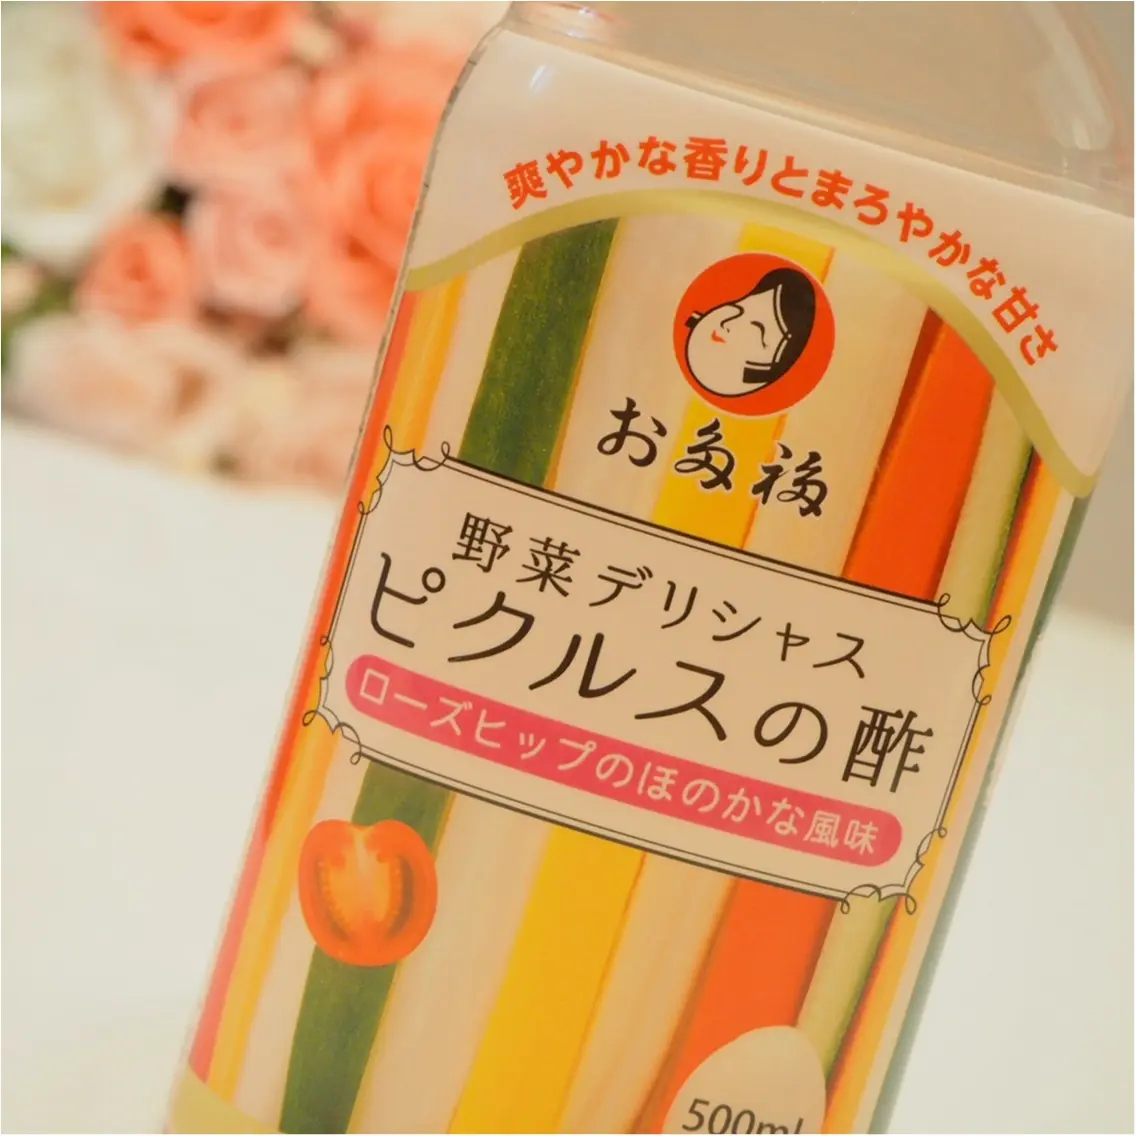 爽やかな香りとまろやかな甘さ
お多福
野菜デリシャス
ピクルスの酢
ローズヒップのほのかな風味
500ml